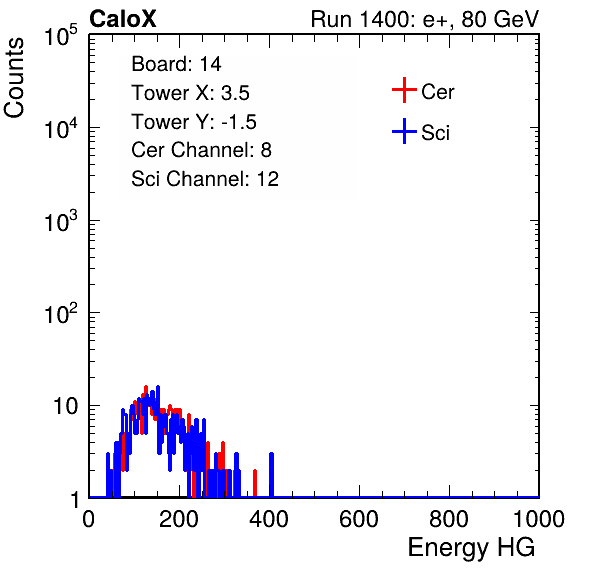 CaloX Run 1400: e+, 80 GeV
Counts
10^5
10^4
10^3
10^2
10
1
Board: 14
Tower X: 3.5
Tower Y: -1.5
Cer Channel: 8
Sci Channel: 12
Cer
Sci
0 200 400 600 800 1000
Energy HG